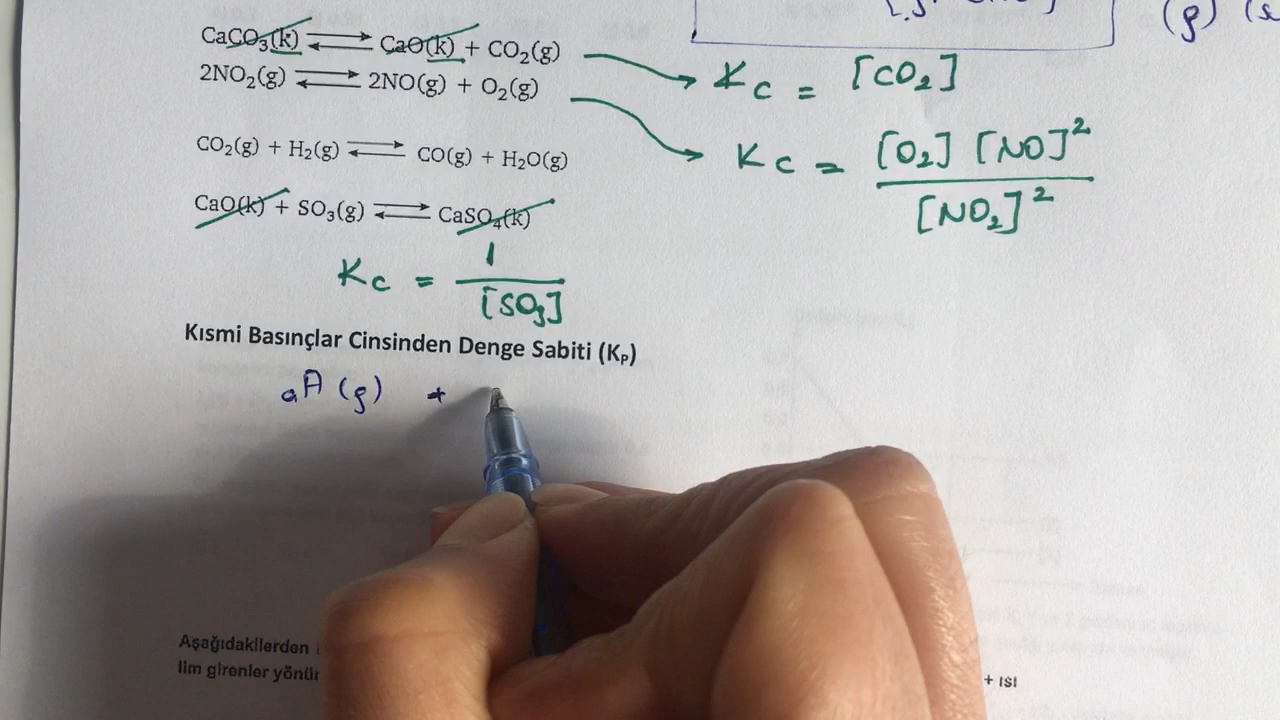 (g)
CaCO₃(k) ⇌ CaO(k) + CO₂(g)
Kc = [CO₂]
2NO₂(g) ⇌ 2NO(g) + O₂(g)
Kc = [O₂] [NO]² / [NO₂]²
CO₂(g) + H₂(g) ⇌ CO(g) + H₂O(g)
CaO(k) + SO₃(g) ⇌ CaSO₄(k)
Kc = 1 / [SO₃]
Kısmi Basınçlar Cinsinden Denge Sabiti (Kₚ)
aA (g) +
Aşağıdakilerden
lim girenler + ısı